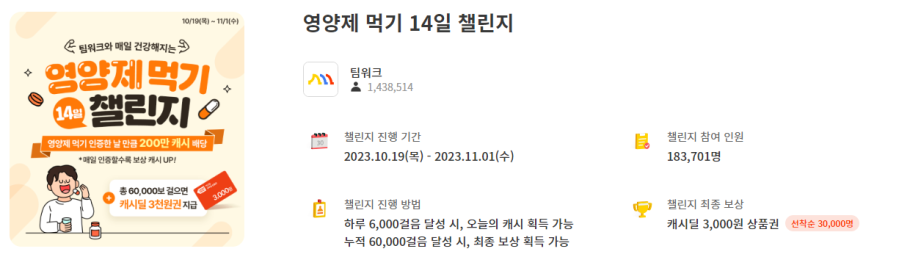 10/19(목) ~ 11/1(수)
팀워크와 매일 건강해지는
영양제 먹기
14일 챌린지
영양제 먹기 인증한 날 만큼 200만 캐시 배당
*매일 인증할수록 보상 캐시 UP!
총 60,000보 걸으면
캐시딜 3천원권 지급
3,000원
영양제 먹기 14일 챌린지
팀워크
1,438,514
챌린지 진행 기간
2023.10.19(목) - 2023.11.01(수)
챌린지 참여 인원
183,701명
챌린지 진행 방법
하루 6,000걸음 달성 시, 오늘의 캐시 획득 가능
누적 60,000걸음 달성 시, 최종 보상 획득 가능
챌린지 최종 보상
캐시딜 3,000원 상품권 선착순 30,000명